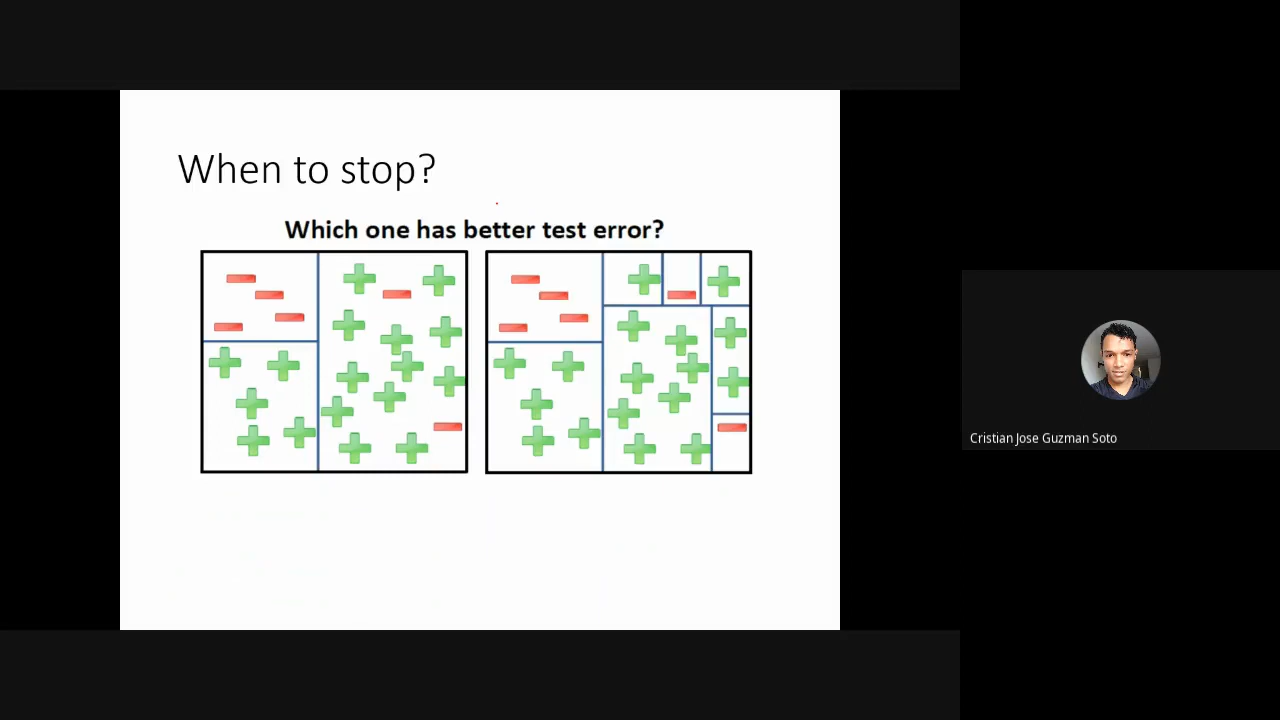 When to stop?
Which one has better test error?
Cristian Jose Guzman Soto